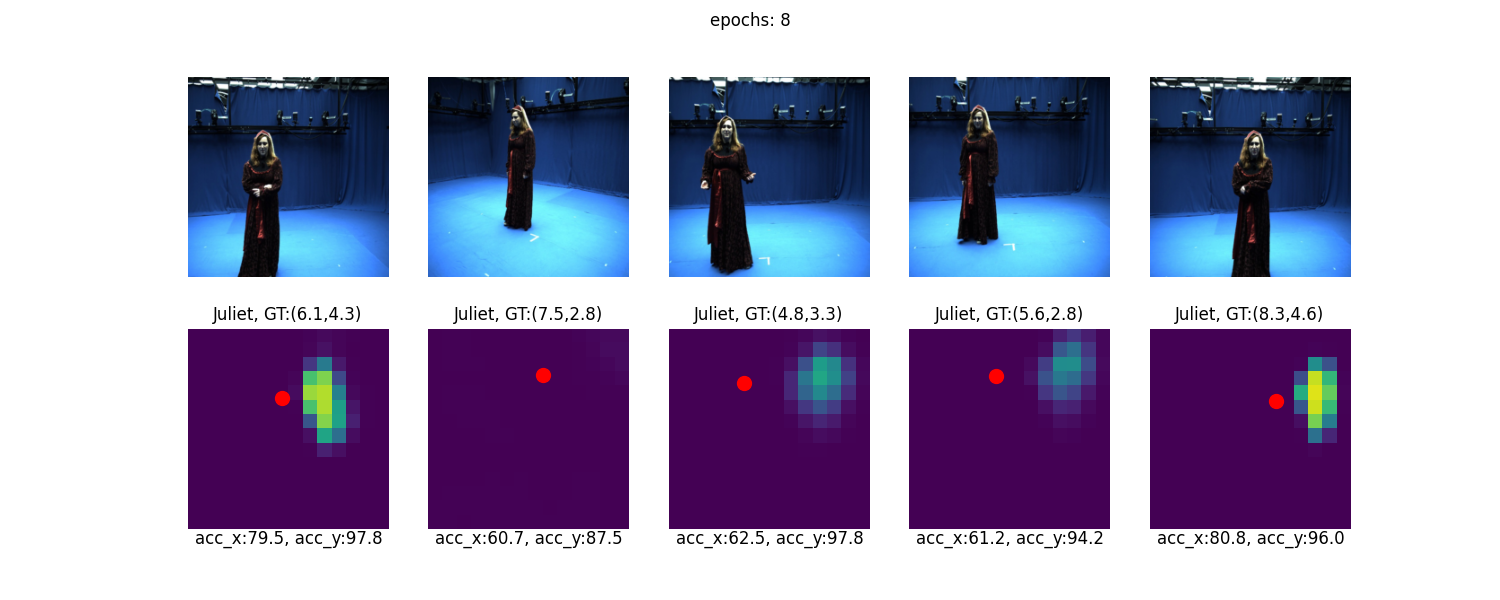 epochs: 8
Juliet, GT:(6.1,4.3)
Juliet, GT:(7.5,2.8)
Juliet, GT:(4.8,3.3)
Juliet, GT:(5.6,2.8)
Juliet, GT:(8.3,4.6)
acc_x:79.5, acc_y:97.8
acc_x:60.7, acc_y:87.5
acc_x:62.5, acc_y:97.8
acc_x:61.2, acc_y:94.2
acc_x:80.8, acc_y:96.0